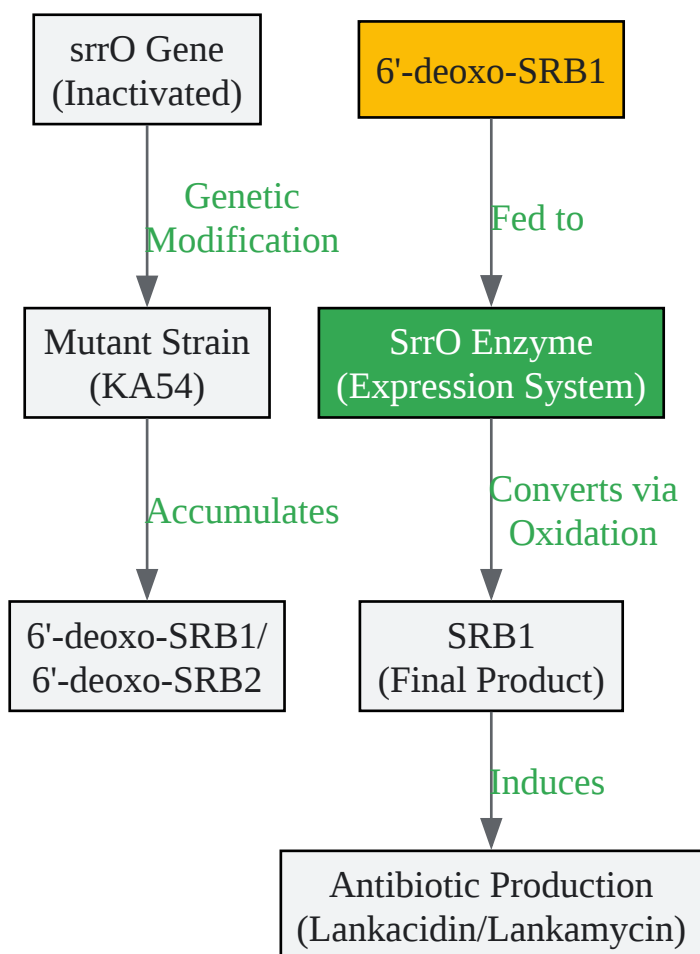 srrO Gene
(Inactivated)
Genetic
Modification
Mutant Strain
(KA54)
Accumulates
6'-deoxo-SRB1/
6'-deoxo-SRB2
6'-deoxo-SRB1
Fed to
SrrO Enzyme
(Expression System)
Converts via
Oxidation
SRB1
(Final Product)
Induces
Antibiotic Production
(Lankacidin/Lankamycin)